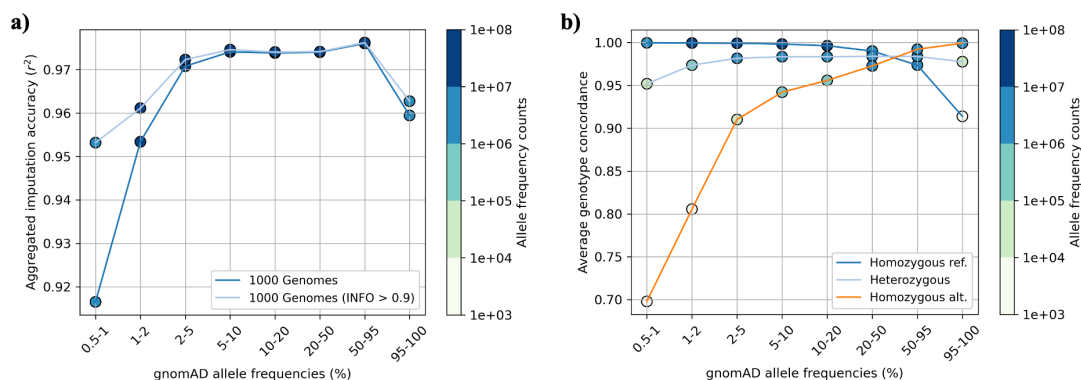 a)
Aggregated imputation accuracy (r²)
0.97
0.96
0.95
0.94
0.93
0.92
0.5-1
1-2
2-5
5-10
10-20
20-50
50-95
95-100
gnomAD allele frequencies (%)
1000 Genomes
1000 Genomes (INFO > 0.9)
1e+08
1e+07
1e+06
1e+05
1e+04
1e+03
Allele frequency counts
b)
Average genotype concordance
1.00
0.95
0.90
0.85
0.80
0.75
0.70
0.5-1
1-2
2-5
5-10
10-20
20-50
50-95
95-100
gnomAD allele frequencies (%)
Homozygous ref.
Heterozygous
Homozygous alt.
1e+08
1e+07
1e+06
1e+05
1e+04
1e+03
Allele frequency counts